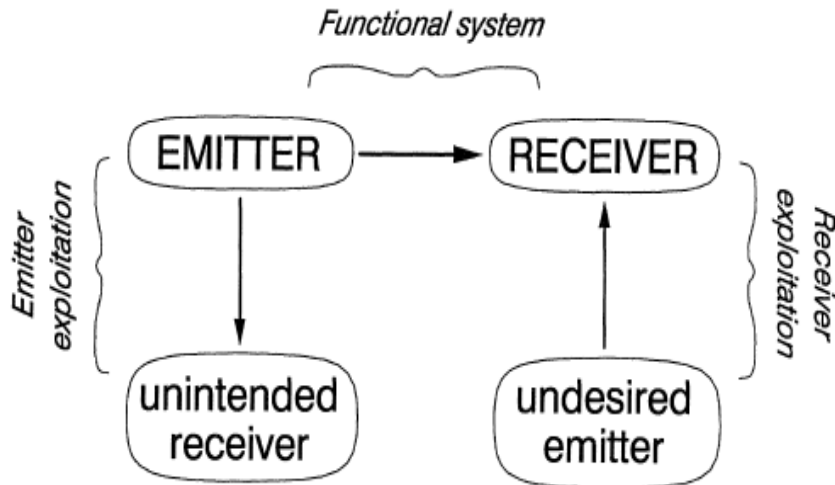 Functional system
EMITTER
RECEIVER
Emitter
exploitation
Receiver
exploitation
unintended
receiver
undesired
emitter